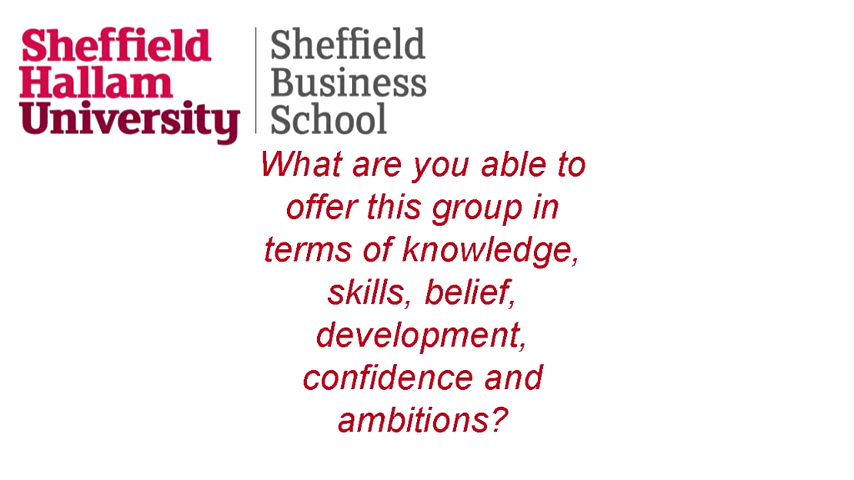 Sheffield
Hallam
University
Sheffield
Business
School
What are you able to
offer this group in
terms of knowledge,
skills, belief,
development,
confidence and
ambitions?